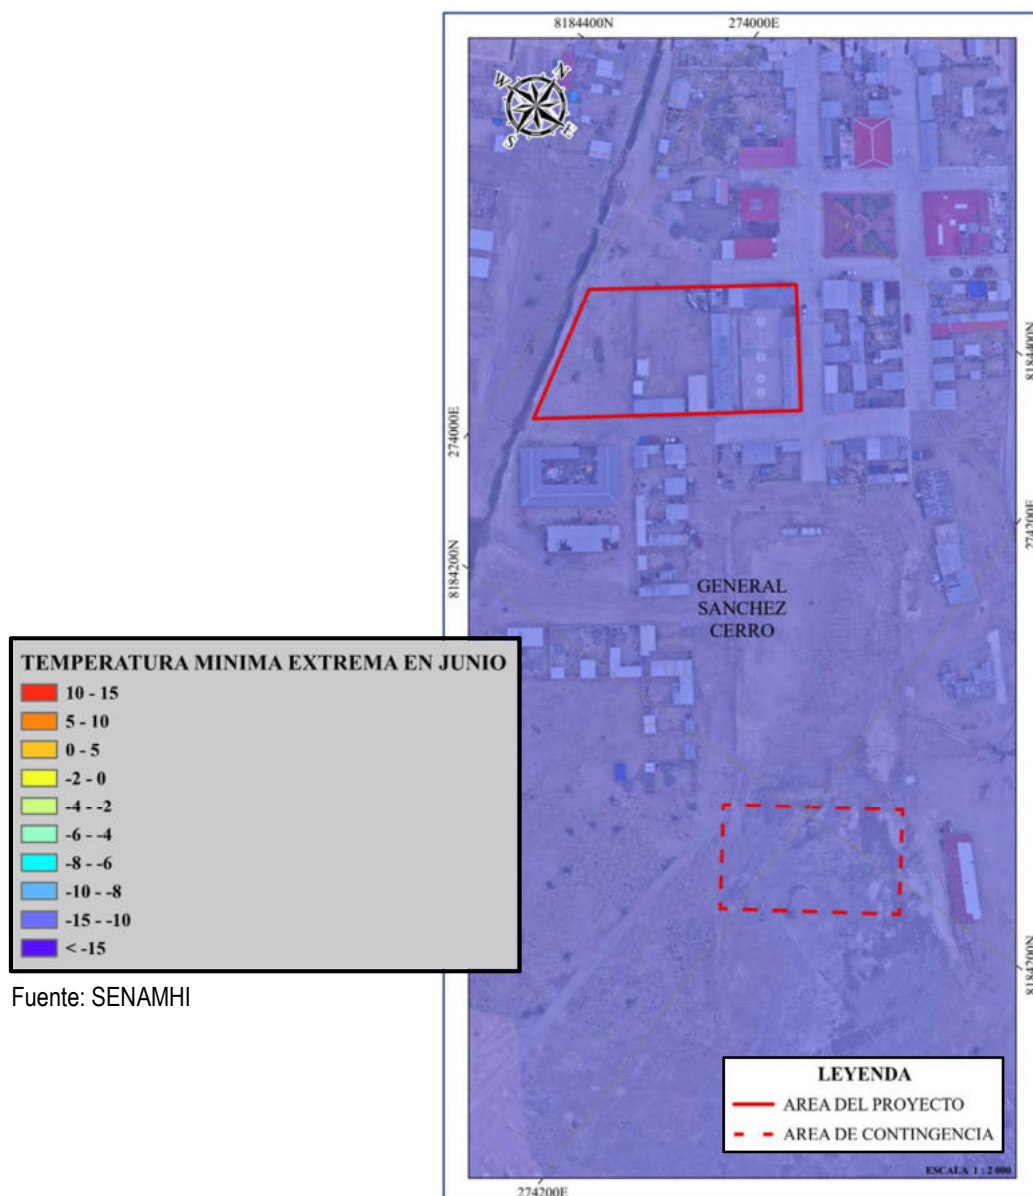 8184400N
274000E
N
W
E
S
8184400N
274000E
274200E
8184200N
GENERAL
SANCHEZ
CERRO
TEMPERATURA MINIMA EXTREMA EN JUNIO
10 - 15
5 - 10
0 - 5
-2 - 0
-4 - -2
-6 - -4
-8 - -6
-10 - -8
-15 - -10
< -15
Fuente: SENAMHI
8184200N
LEYENDA
AREA DEL PROYECTO
AREA DE CONTINGENCIA
ESCALA 1 : 2 000
274200E